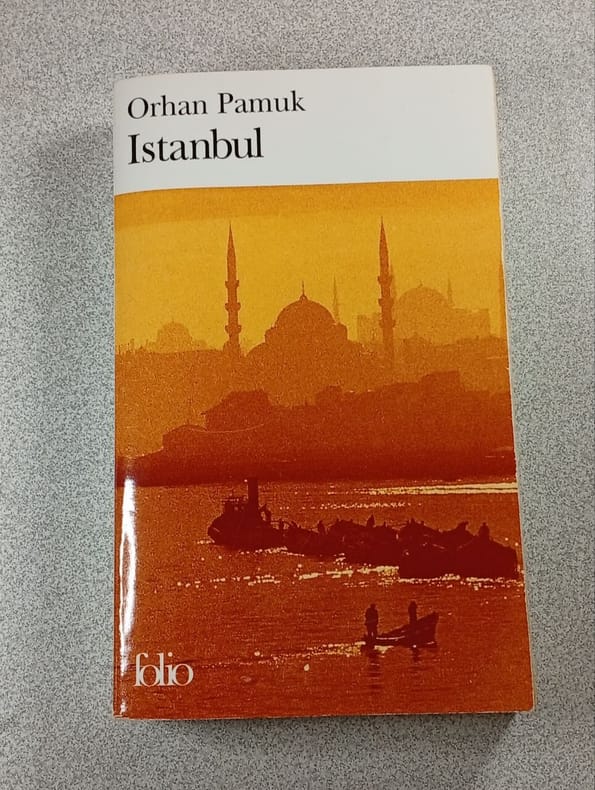 Orhan Pamuk
Istanbul
folio